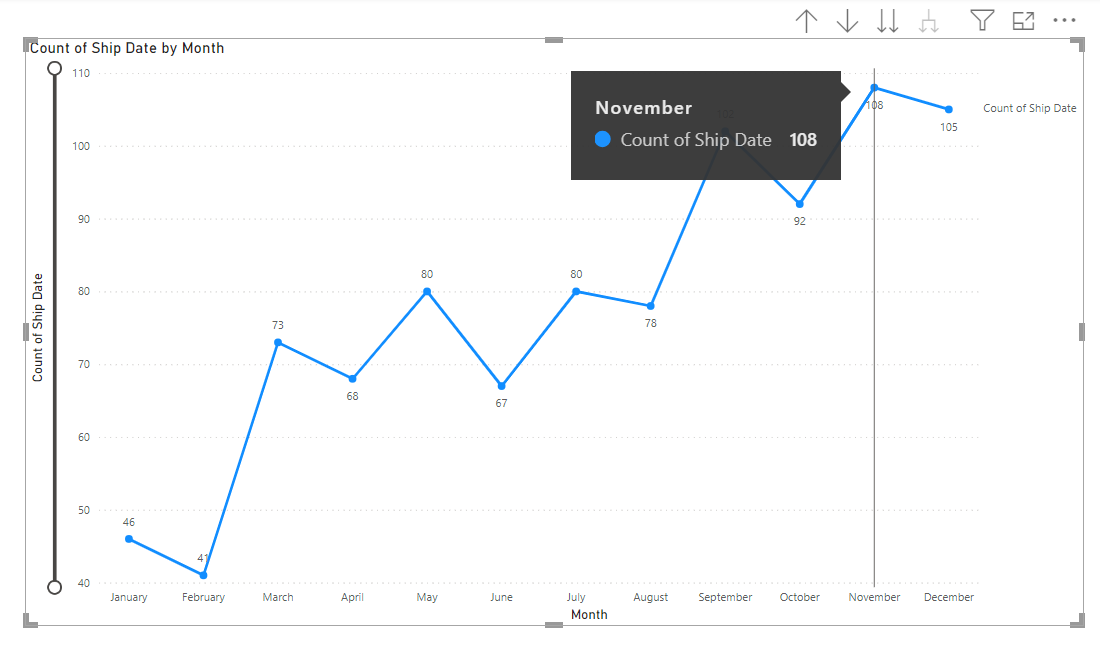 Count of Ship Date by Month
110
100
90
80
70
60
50
40
Count of Ship Date
46
41
73
68
80
67
80
78
102
92
108
105
November
Count of Ship Date 108
Count of Ship Date
January February March April May June July August September October November December
Month